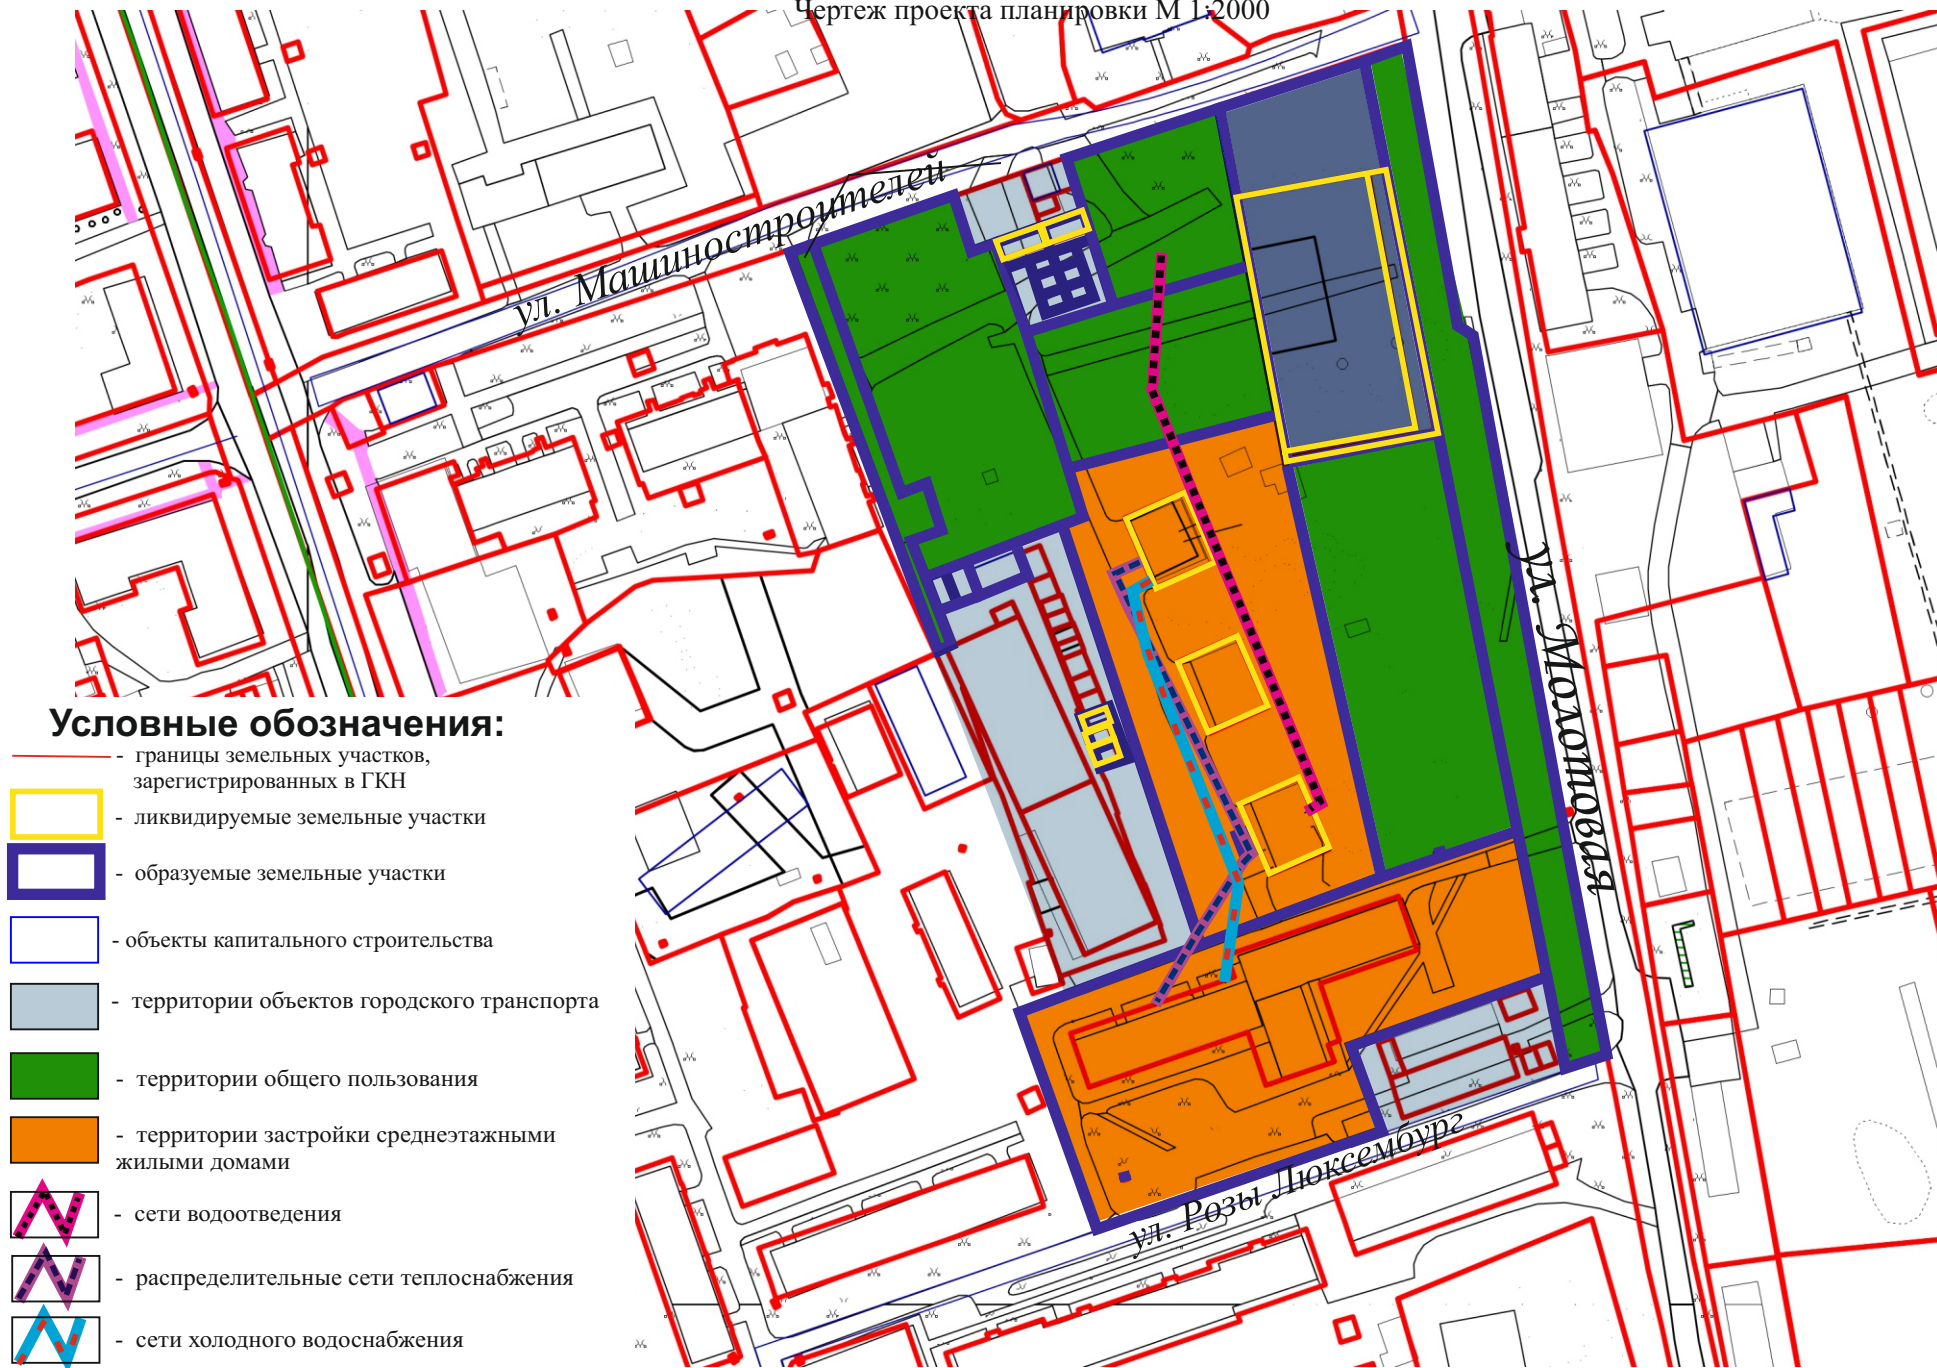 Чертеж проекта планировки М 1:2000
ул. Машиностроителей
ул. Молотовая
ул. Розы Люксембург
Условные обозначения:
- границы земельных участков,
зарегистрированных в ГКН
- ликвидируемые земельные участки
- образуемые земельные участки
- объекты капитального строительства
- территории объектов городского транспорта
- территории общего пользования
- территории застройки среднеэтажными
жилыми домами
- сети водоотведения
- распределительные сети теплоснабжения
- сети холодного водоснабжения